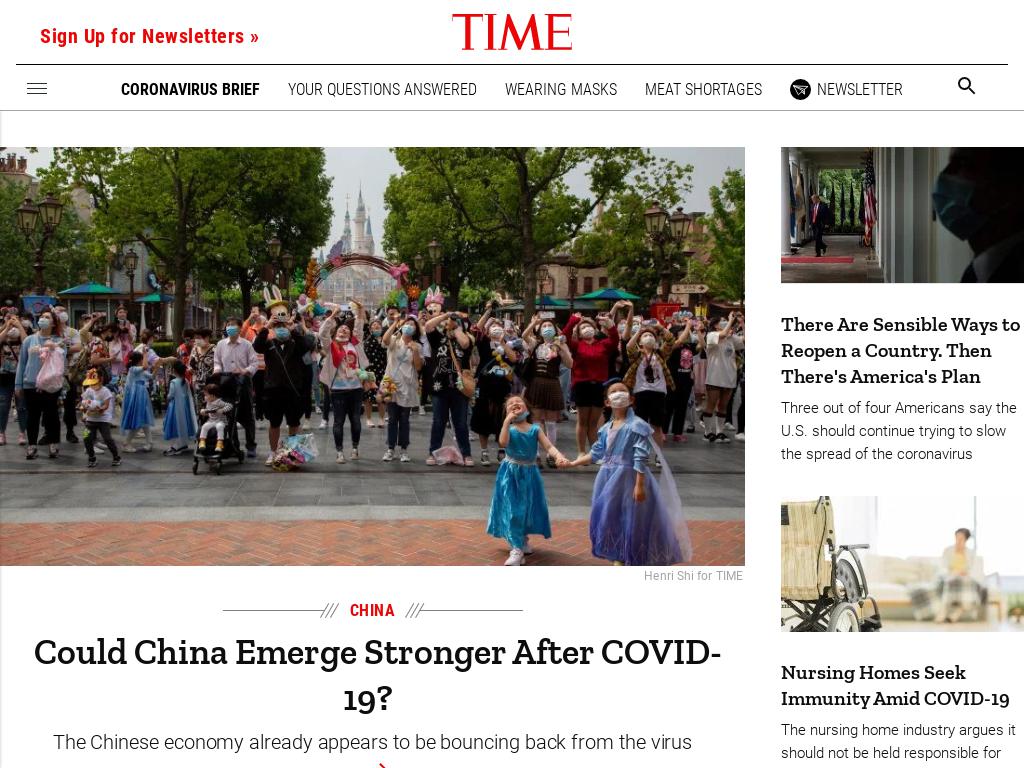 Sign Up for Newsletters »
TIME
CORONAVIRUS BRIEF
YOUR QUESTIONS ANSWERED
WEARING MASKS
MEAT SHORTAGES
NEWSLETTER
Henri Shi for TIME
CHINA
Could China Emerge Stronger After COVID-
19?
The Chinese economy already appears to be bouncing back from the virus
There Are Sensible Ways to
Reopen a Country. Then
There's America's Plan
Three out of four Americans say the
U.S. should continue trying to slow
the spread of the coronavirus
Nursing Homes Seek
Immunity Amid COVID-19
The nursing home industry argues it
should not be held responsible for